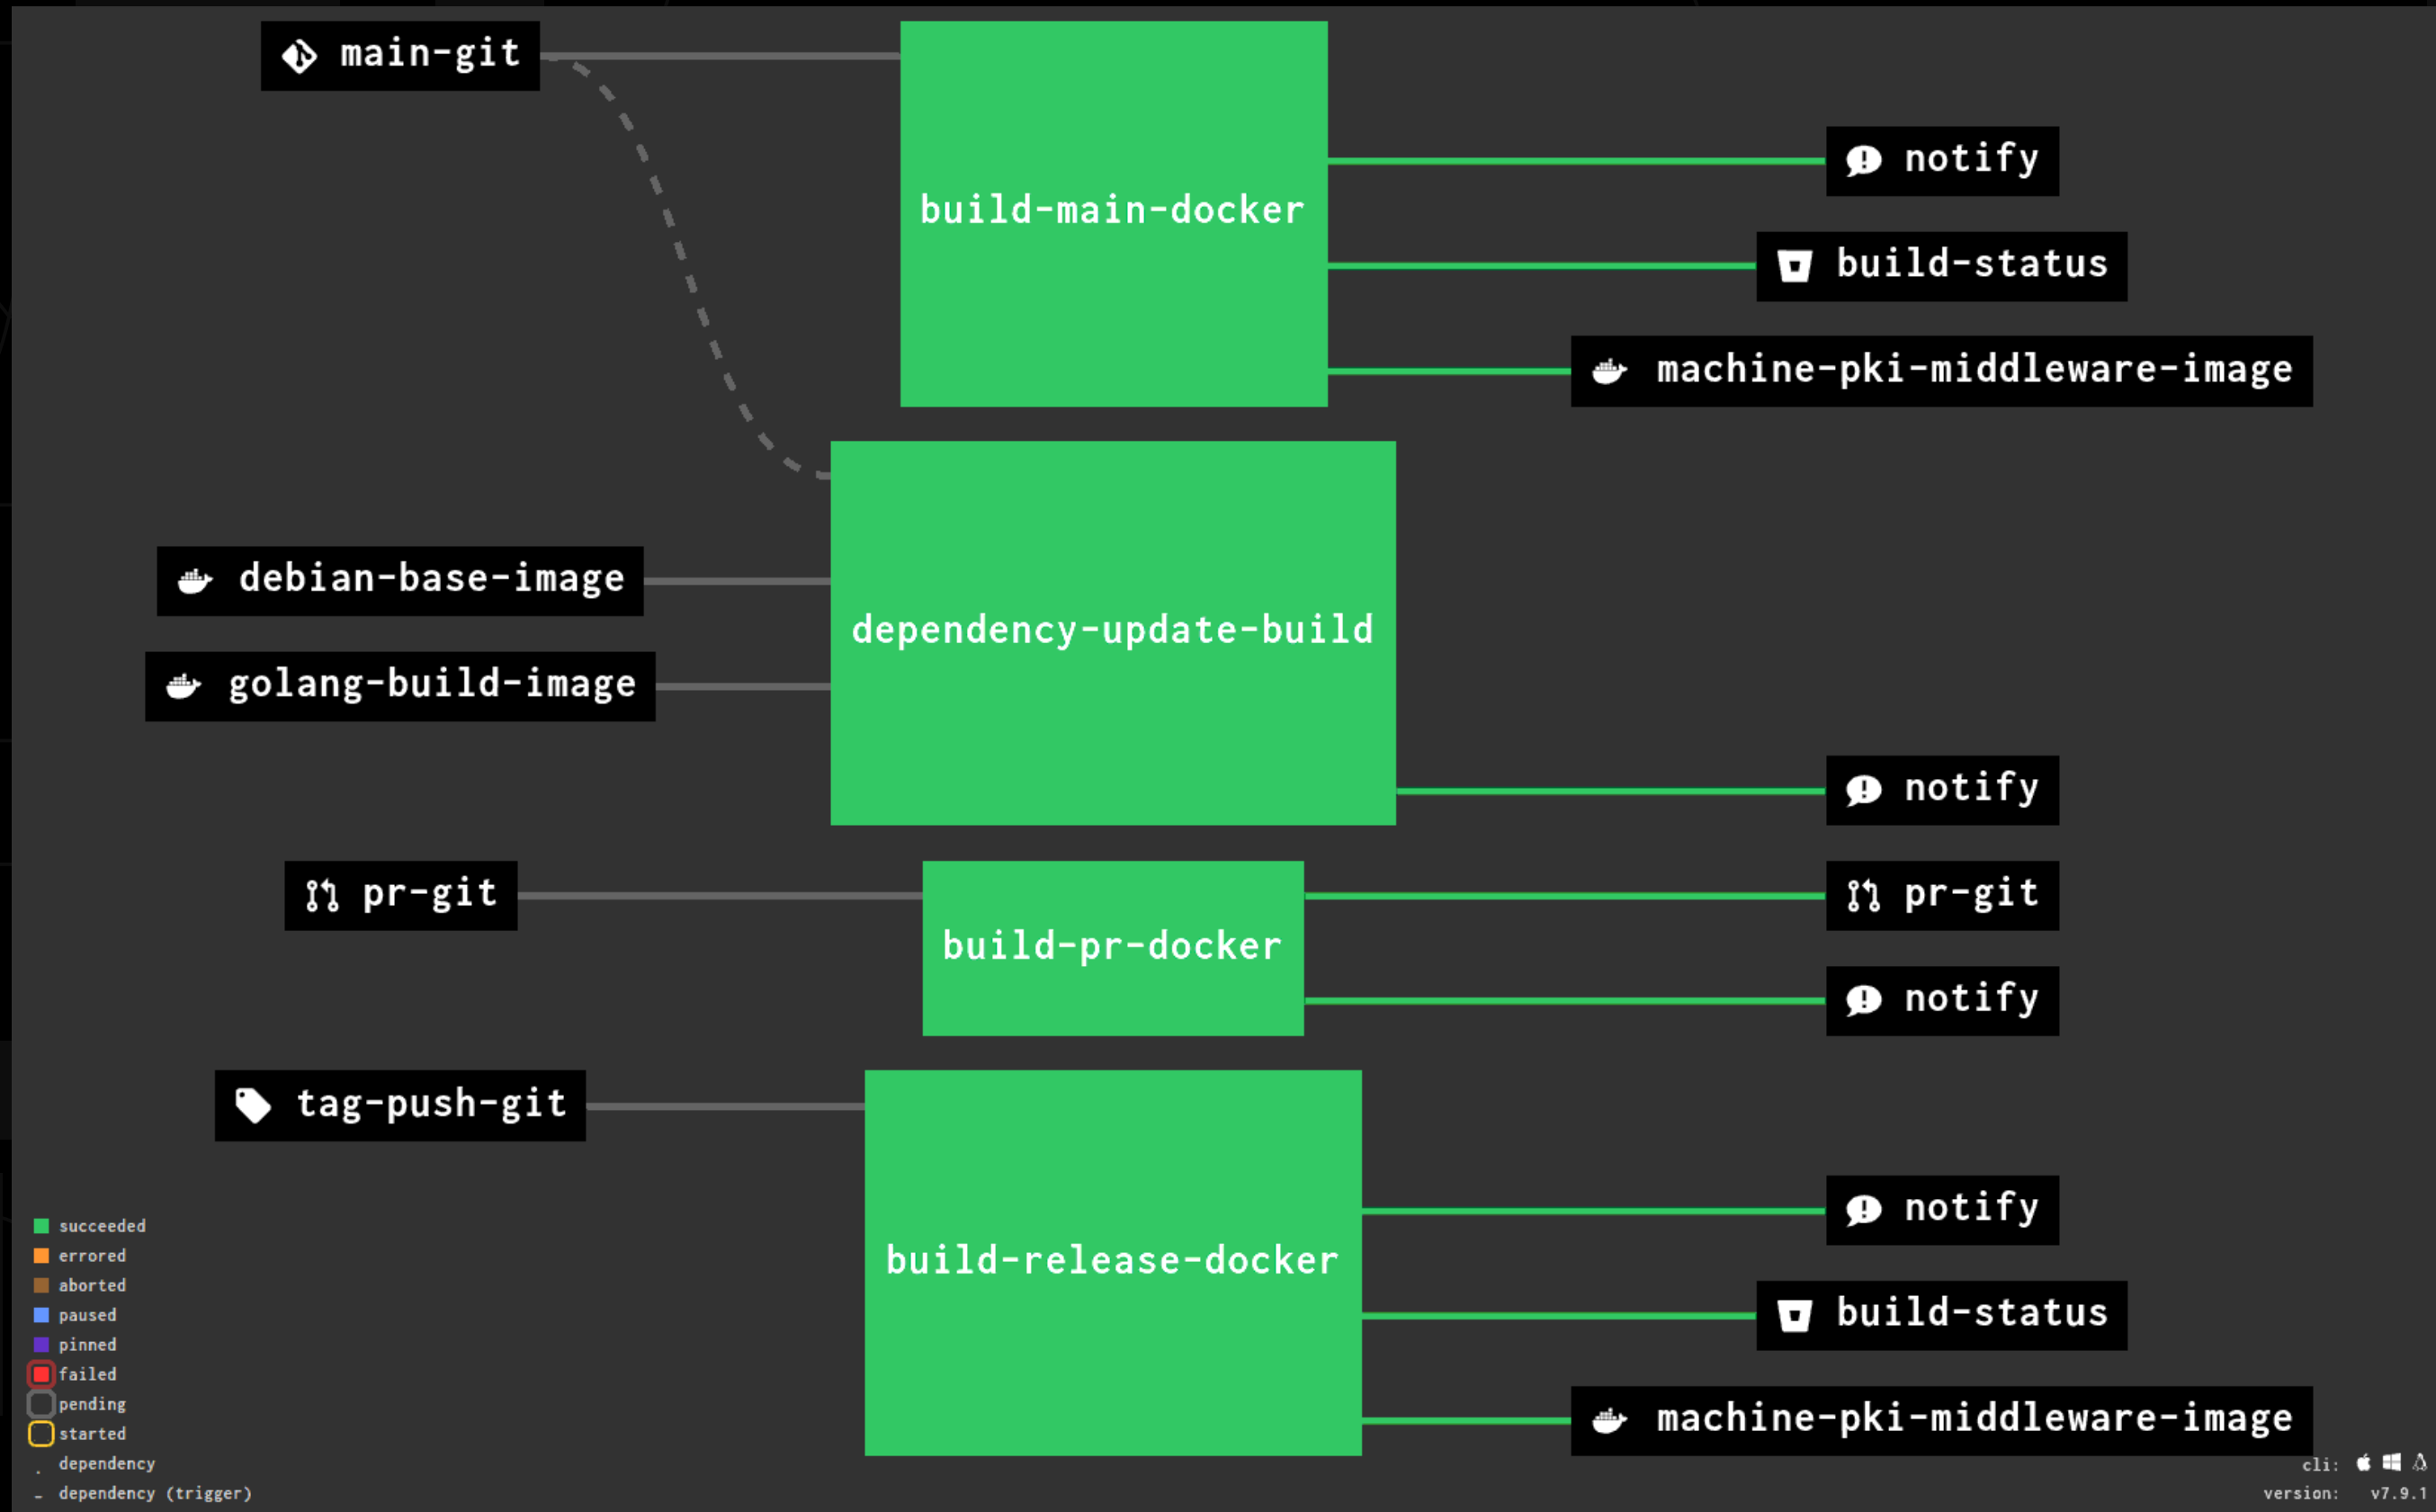 main-git
notify
build-main-docker
build-status
machine-pki-middleware-image
debian-base-image
dependency-update-build
golang-build-image
notify
pr-git
pr-git
build-pr-docker
notify
tag-push-git
notify
build-release-docker
build-status
machine-pki-middleware-image
succeeded
errored
aborted
paused
pinned
failed
pending
started
dependency
dependency (trigger)
cli:
version: v7.9.1